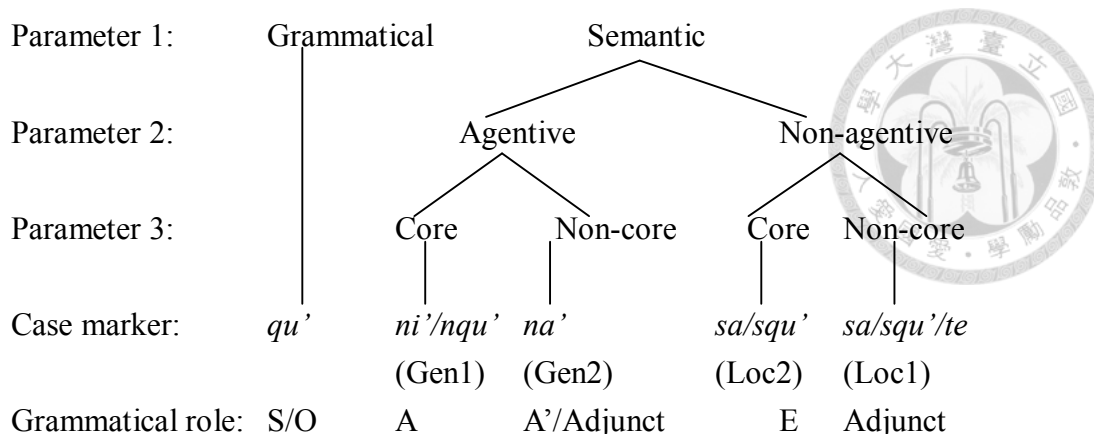 Parameter 1: Grammatical Semantic
Parameter 2: Agentive Non-agentive
Parameter 3: Core Non-core Core Non-core
Case marker: qu’ ni’/nqu’ na’ sa/squ’ sa/squ’/te
(Gen1) (Gen2) (Loc2) (Loc1)
Grammatical role: S/O A A’/Adjunct E Adjunct